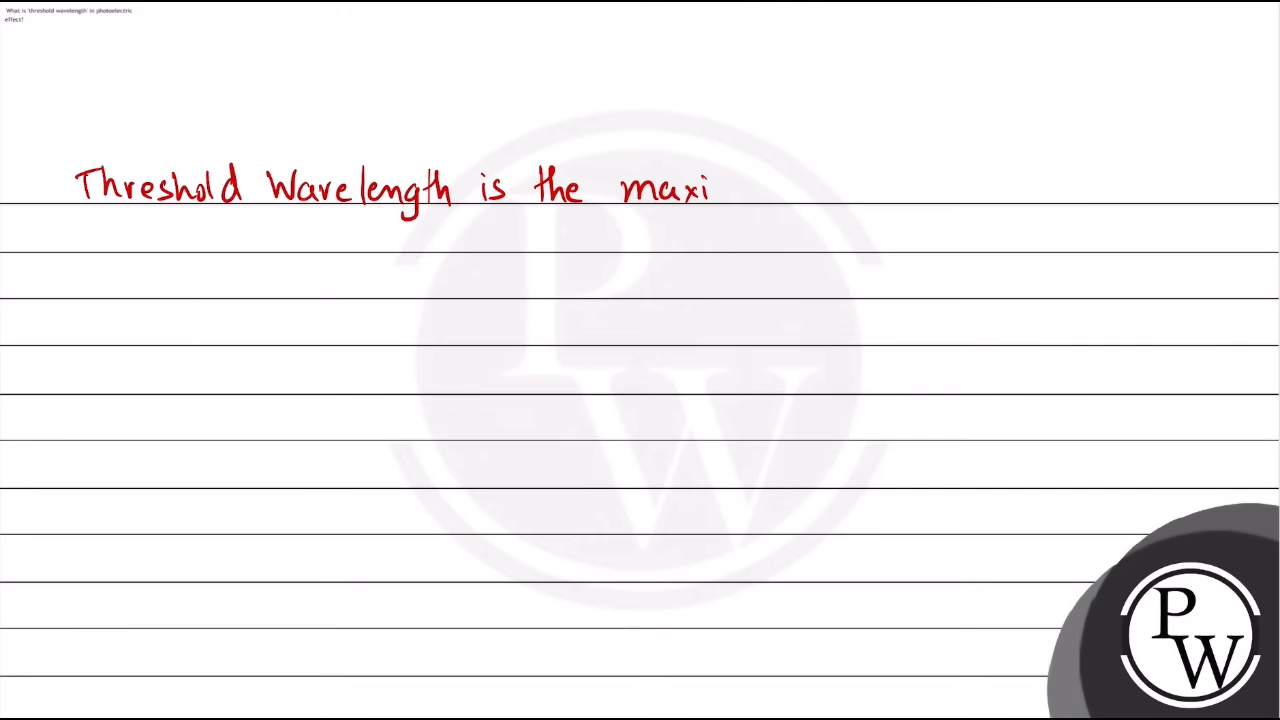 What is 'threshold wavelength' in photoelectric
effect?
Threshold Wavelength is the maxi
P
W
P
W